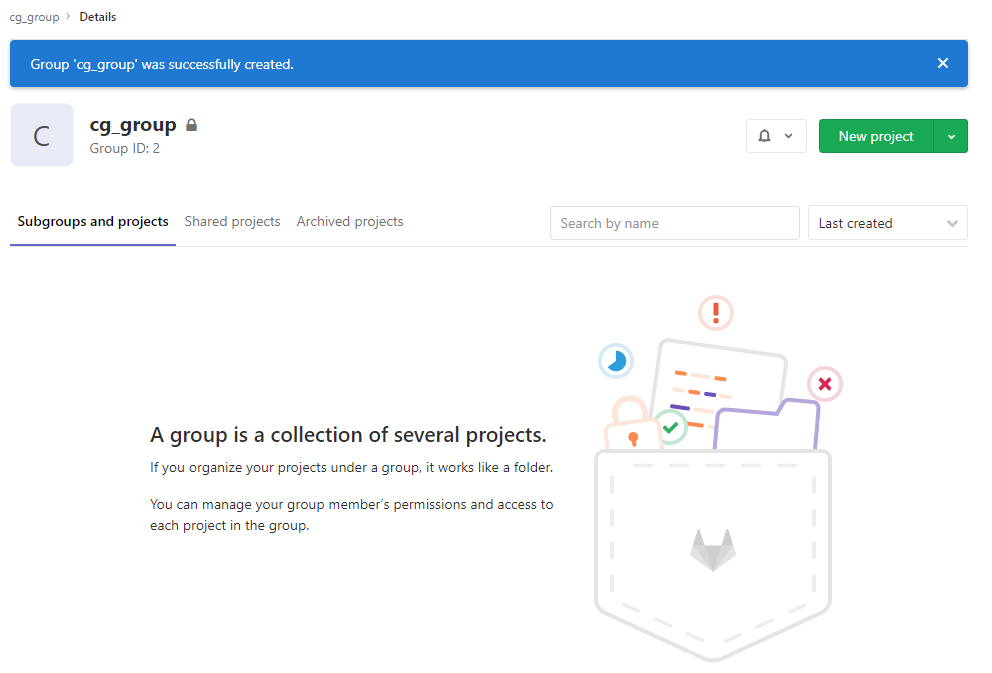 cg_group > Details
Group 'cg_group' was successfully created.
C
cg_group
Group ID: 2
New project
Subgroups and projects Shared projects Archived projects Search by name Last created
A group is a collection of several projects.
If you organize your projects under a group, it works like a folder.
You can manage your group member’s permissions and access to
each project in the group.